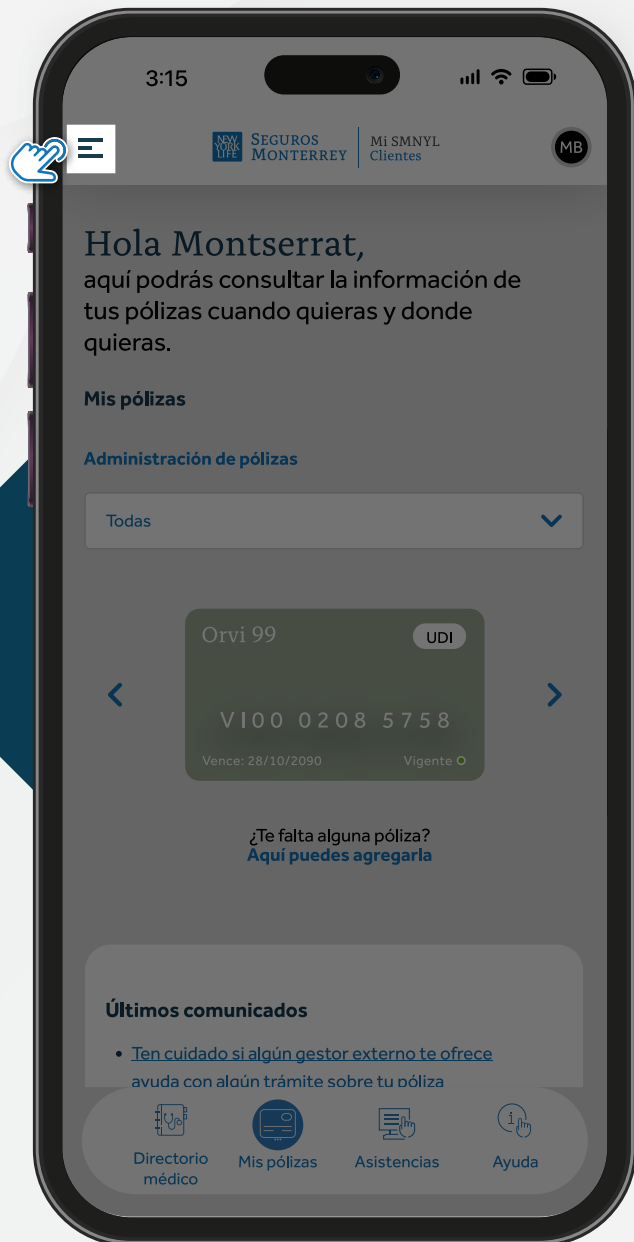 3:15
NEW
YORK
LIFE
SEGUROS
MONTERREY
Mi SMNYL
Clientes
MB
Hola Montserrat,
aquí podrás consultar la información de
tus pólizas cuando quieras y donde
quieras.
Mis pólizas
Administración de pólizas
Todas
Orvi 99
UDI
VI00 0208 5758
Vence: 28/10/2090
Vigente
¿Te falta alguna póliza?
Aquí puedes agregarla
Últimos comunicados
• Ten cuidado si algún gestor externo te ofrece
ayuda con algún trámite sobre tu póliza
Directorio
médico
Mis pólizas
Asistencias
Ayuda